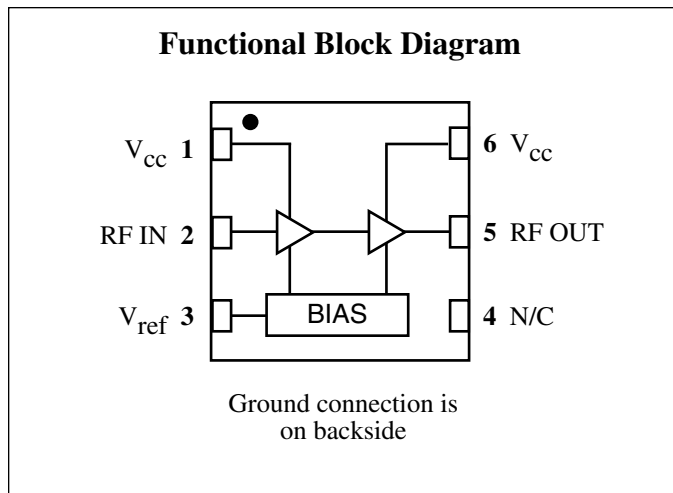 Functional Block Diagram
Vcc 1
6 Vcc
RF IN 2
5 RF OUT
Vref 3
BIAS
4 N/C
Ground connection is
on backside